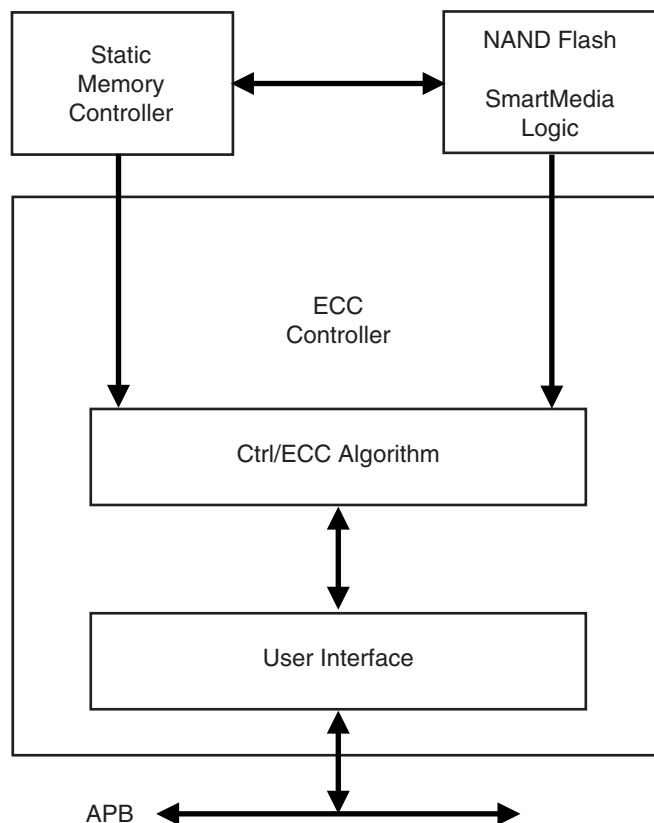 Static
Memory
Controller
NAND Flash
SmartMedia
Logic
ECC
Controller
Ctrl/ECC Algorithm
User Interface
APB